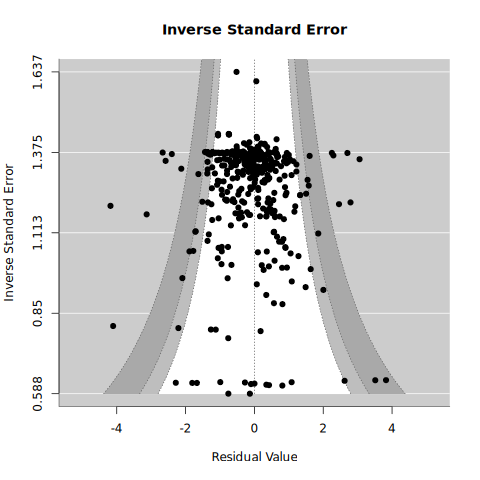 Inverse Standard Error
1.637
1.375
1.113
0.85
0.588
Inverse Standard Error
-4 -2 0 2 4
Residual Value